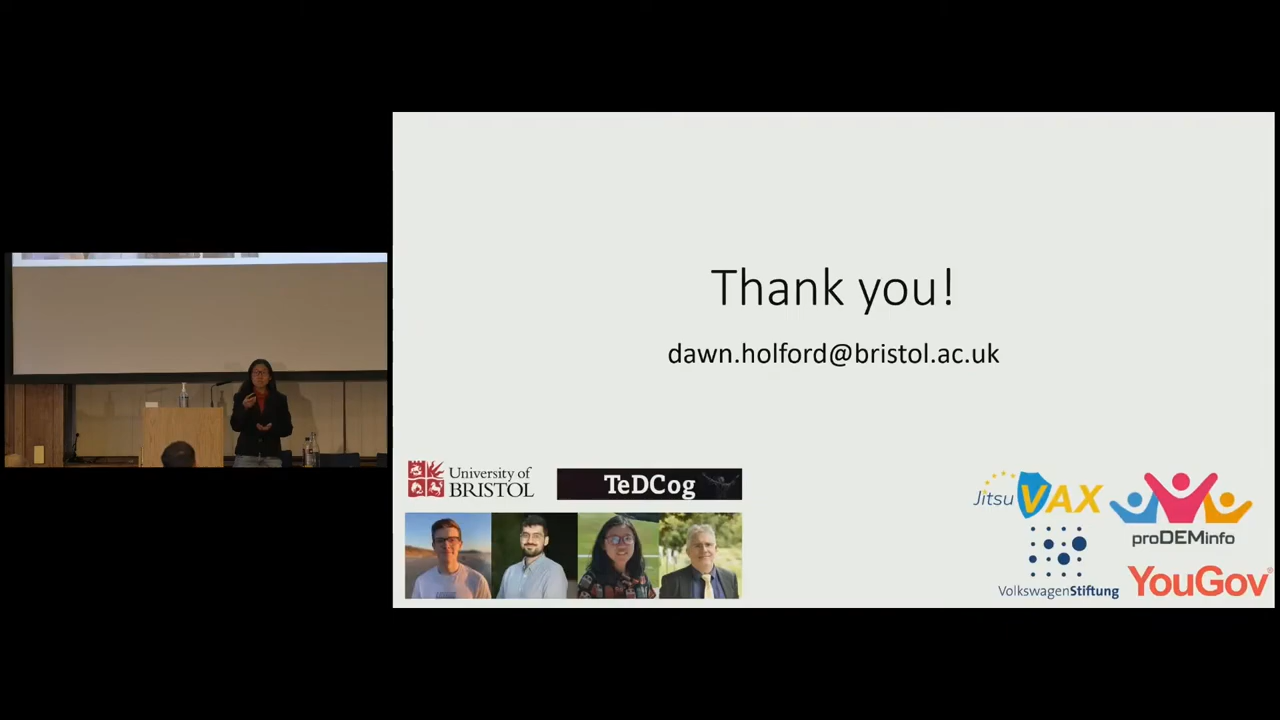 Thank you!
dawn.holford@bristol.ac.uk
University of
BRISTOL
TeDCog
Jitsu VAX
proDEMinfo
VolkswagenStiftung
YouGov